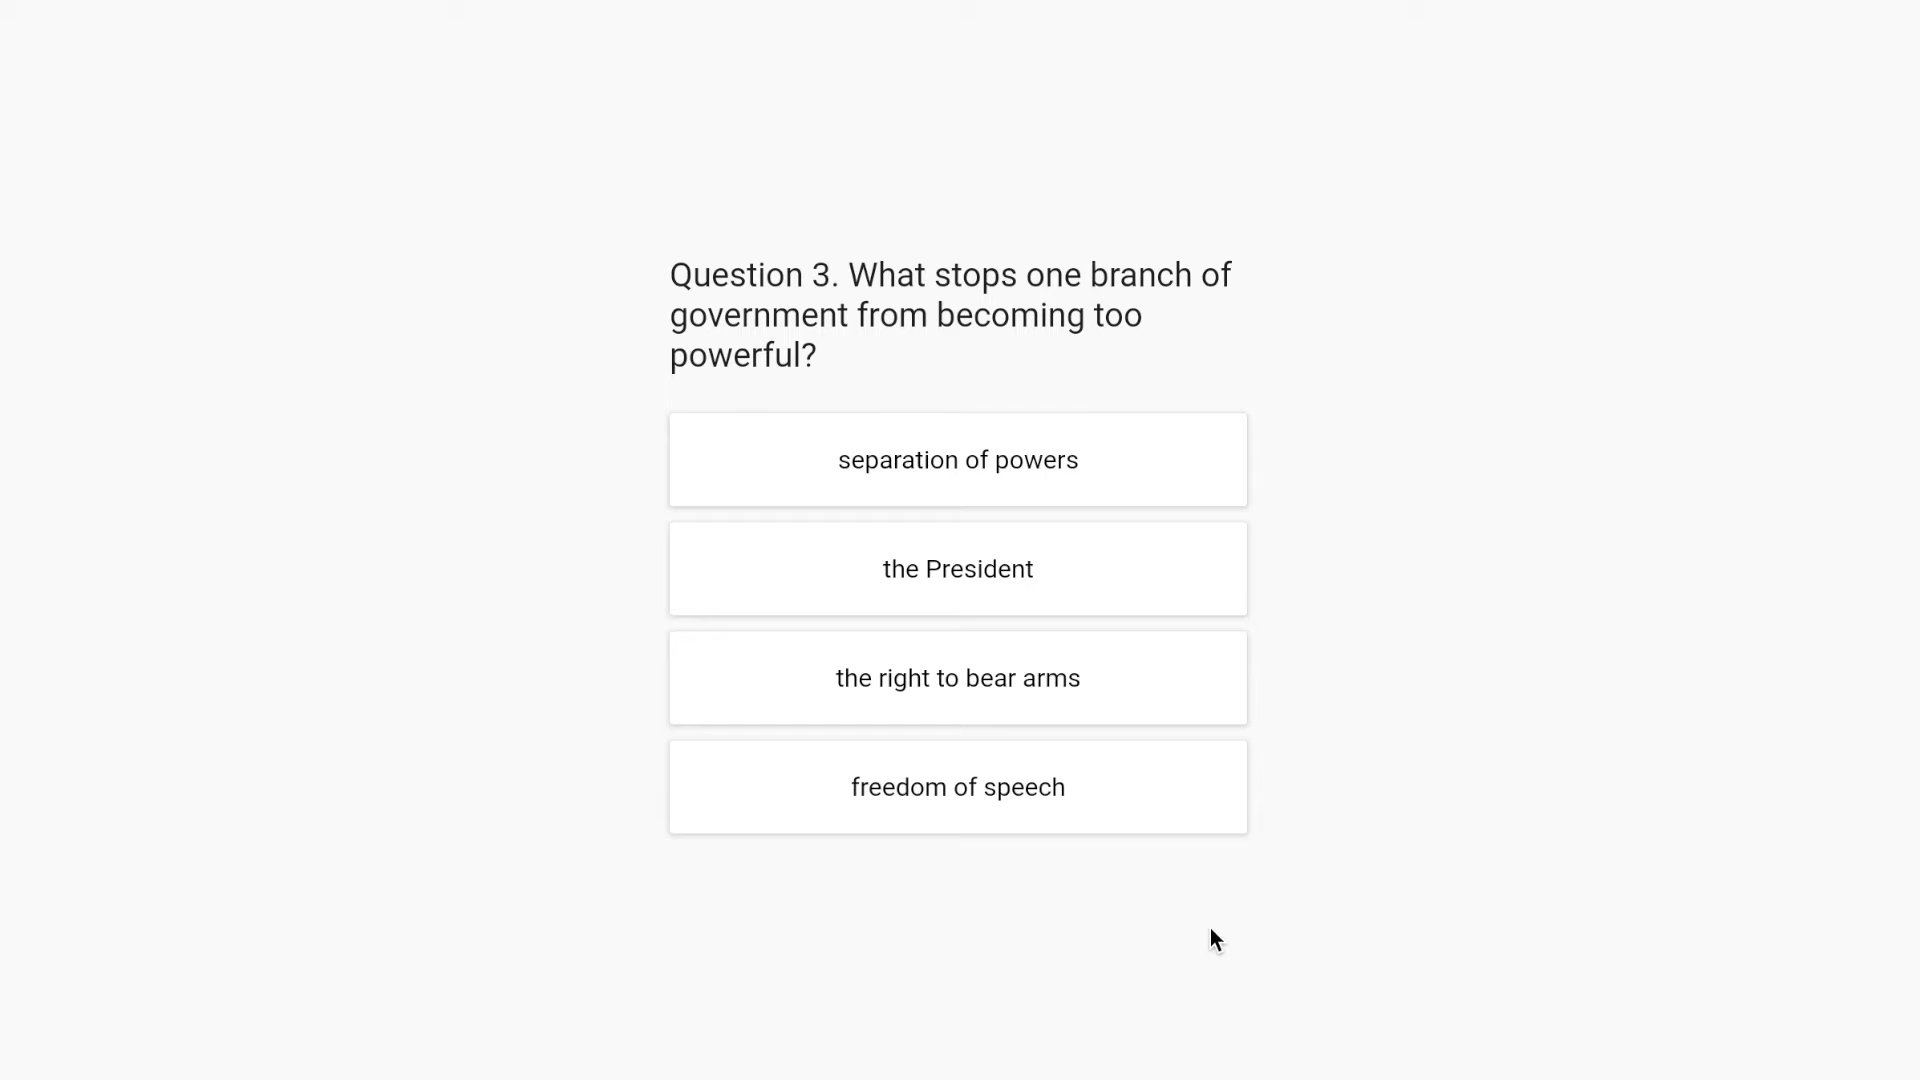 Question 3. What stops one branch of
government from becoming too
powerful?
separation of powers
the President
the right to bear arms
freedom of speech